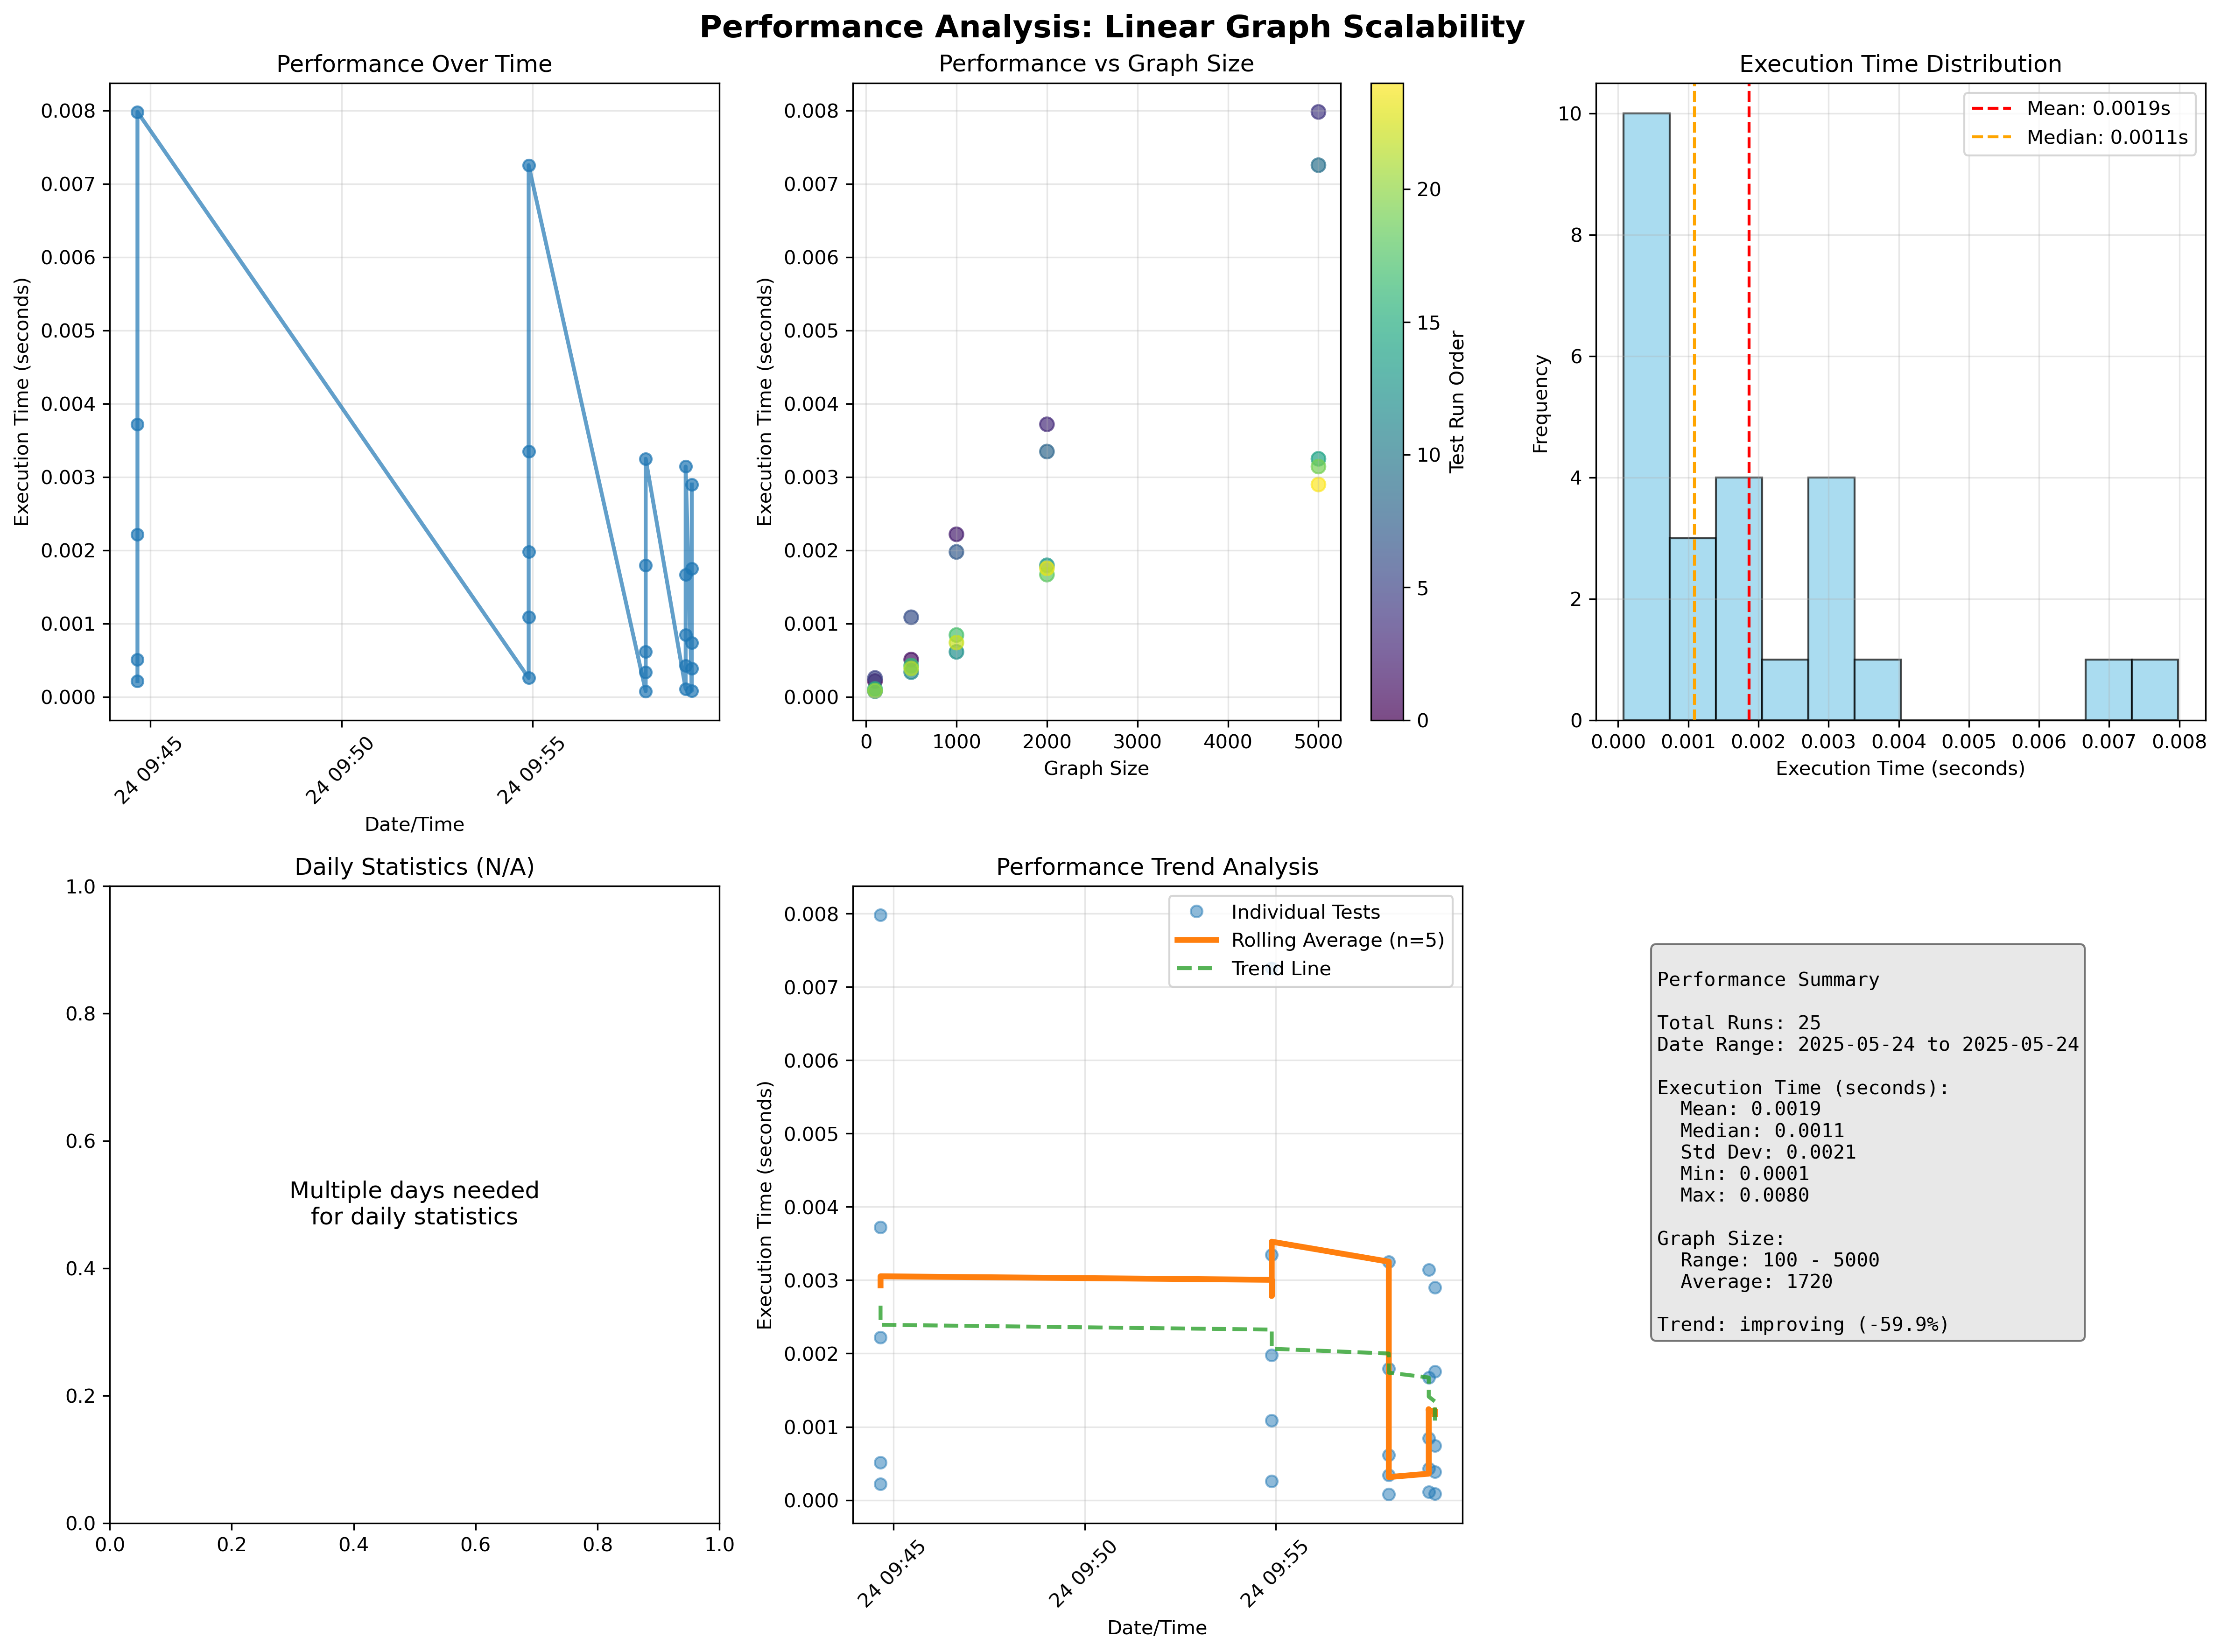 Performance Analysis: Linear Graph Scalability
Performance Over Time
Execution Time (seconds)
0.008
0.007
0.006
0.005
0.004
0.003
0.002
0.001
0.000
24 09:45
24 09:50
24 09:55
Date/Time
Performance vs Graph Size
Execution Time (seconds)
0.008
0.007
0.006
0.005
0.004
0.003
0.002
0.001
0.000
0
1000
2000
3000
4000
5000
Graph Size
20
15
10
5
0
Test Run Order
Execution Time Distribution
Mean: 0.0019s
Median: 0.0011s
Frequency
10
8
6
4
2
0
0.000
0.001
0.002
0.003
0.004
0.005
0.006
0.007
0.008
Execution Time (seconds)
Daily Statistics (N/A)
1.0
0.8
0.6
0.4
0.2
0.0
Multiple days needed
for daily statistics
0.0
0.2
0.4
0.6
0.8
1.0
Performance Trend Analysis
Individual Tests
Rolling Average (n=5)
Trend Line
Execution Time (seconds)
0.008
0.007
0.006
0.005
0.004
0.003
0.002
0.001
0.000
24 09:45
24 09:50
24 09:55
Date/Time
Performance Summary
Total Runs: 25
Date Range: 2025-05-24 to 2025-05-24
Execution Time (seconds):
Mean: 0.0019
Median: 0.0011
Std Dev: 0.0021
Min: 0.0001
Max: 0.0080
Graph Size:
Range: 100 - 5000
Average: 1720
Trend: improving (-59.9%)